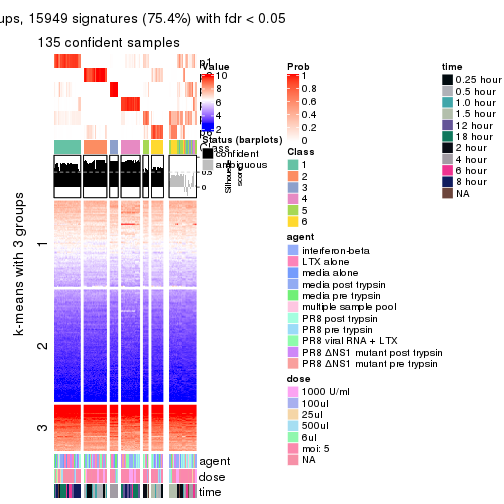 ups, 15949 signatures (75.4%) with fdr < 0.05
135 confident samples
k-means with 3 groups
1
2
3
p1
Value
10
8
6
4
2
Status (barplots)
confident
ambiguous
0.5
0
agent
dose
time
Prob
1
0.8
0.6
0.4
0.2
0
Class
1
2
3
4
5
6
agent
interferon-beta
LTX alone
media alone
media post trypsin
media pre trypsin
multiple sample pool
PR8 post trypsin
PR8 pre trypsin
PR8 viral RNA + LTX
PR8 ΔNS1 mutant post trypsin
PR8 ΔNS1 mutant pre trypsin
dose
1000 U/ml
100ul
25ul
500ul
6ul
moi: 5
NA
time
0.25 hour
0.5 hour
1.0 hour
1.5 hour
12 hour
18 hour
2 hour
4 hour
6 hour
8 hour
NA